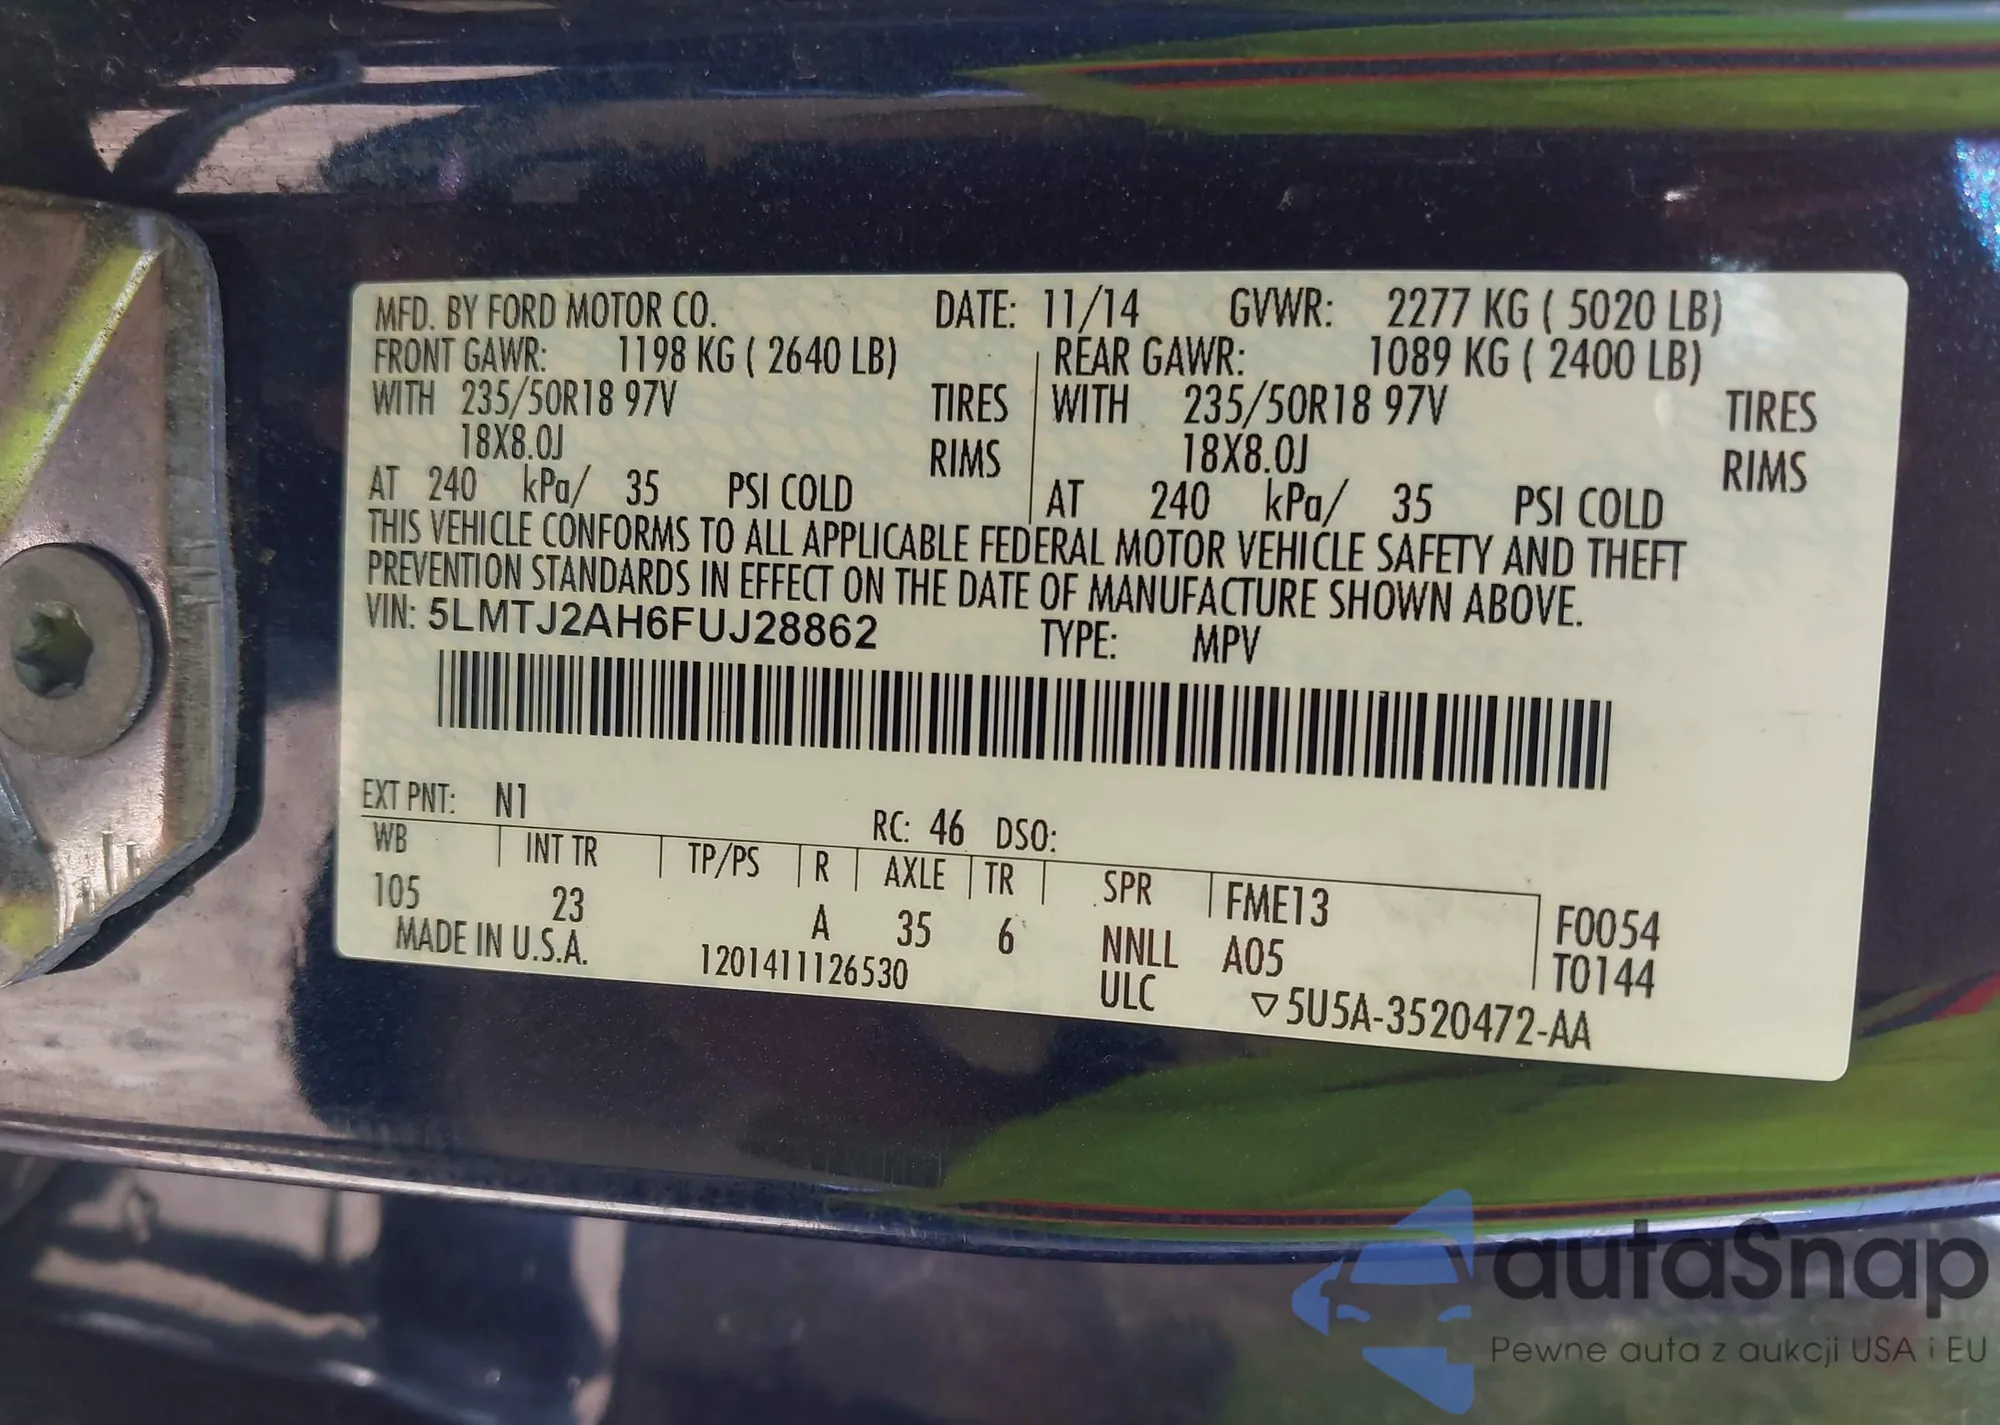 MFD. BY FORD MOTOR CO. DATE: 11/14 GVWR: 2277 KG ( 5020 LB)
FRONT GAWR: 1198 KG ( 2640 LB) REAR GAWR: 1089 KG ( 2400 LB)
WITH 235/50R18 97V TIRES WITH 235/50R18 97V TIRES
18X8.0J RIMS 18X8.0J RIMS
AT 240 kPa/ 35 PSI COLD AT 240 kPa/ 35 PSI COLD
THIS VEHICLE CONFORMS TO ALL APPLICABLE FEDERAL MOTOR VEHICLE SAFETY AND THEFT
PREVENTION STANDARDS IN EFFECT ON THE DATE OF MANUFACTURE SHOWN ABOVE.
VIN: 5LMTJ2AH6FUJ28862 TYPE: MPV
EXT PNT: N1 RC: 46 DSO:
WB INT TR TP/PS R AXLE TR SPR FME13 F0054
105 23 A 35 6 NNLL A05 T0144
MADE IN U.S.A. 1201411126530 ULC ▽5U5A-3520472-AA
autaSnap
Pewne auta z aukcji USA i EU